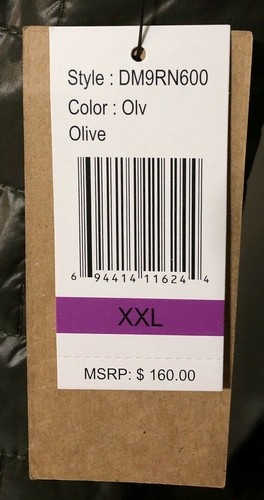 Style : DM9RN600
Color : Olv
Olive
6 94414 11624 4
XXL
MSRP: $ 160.00